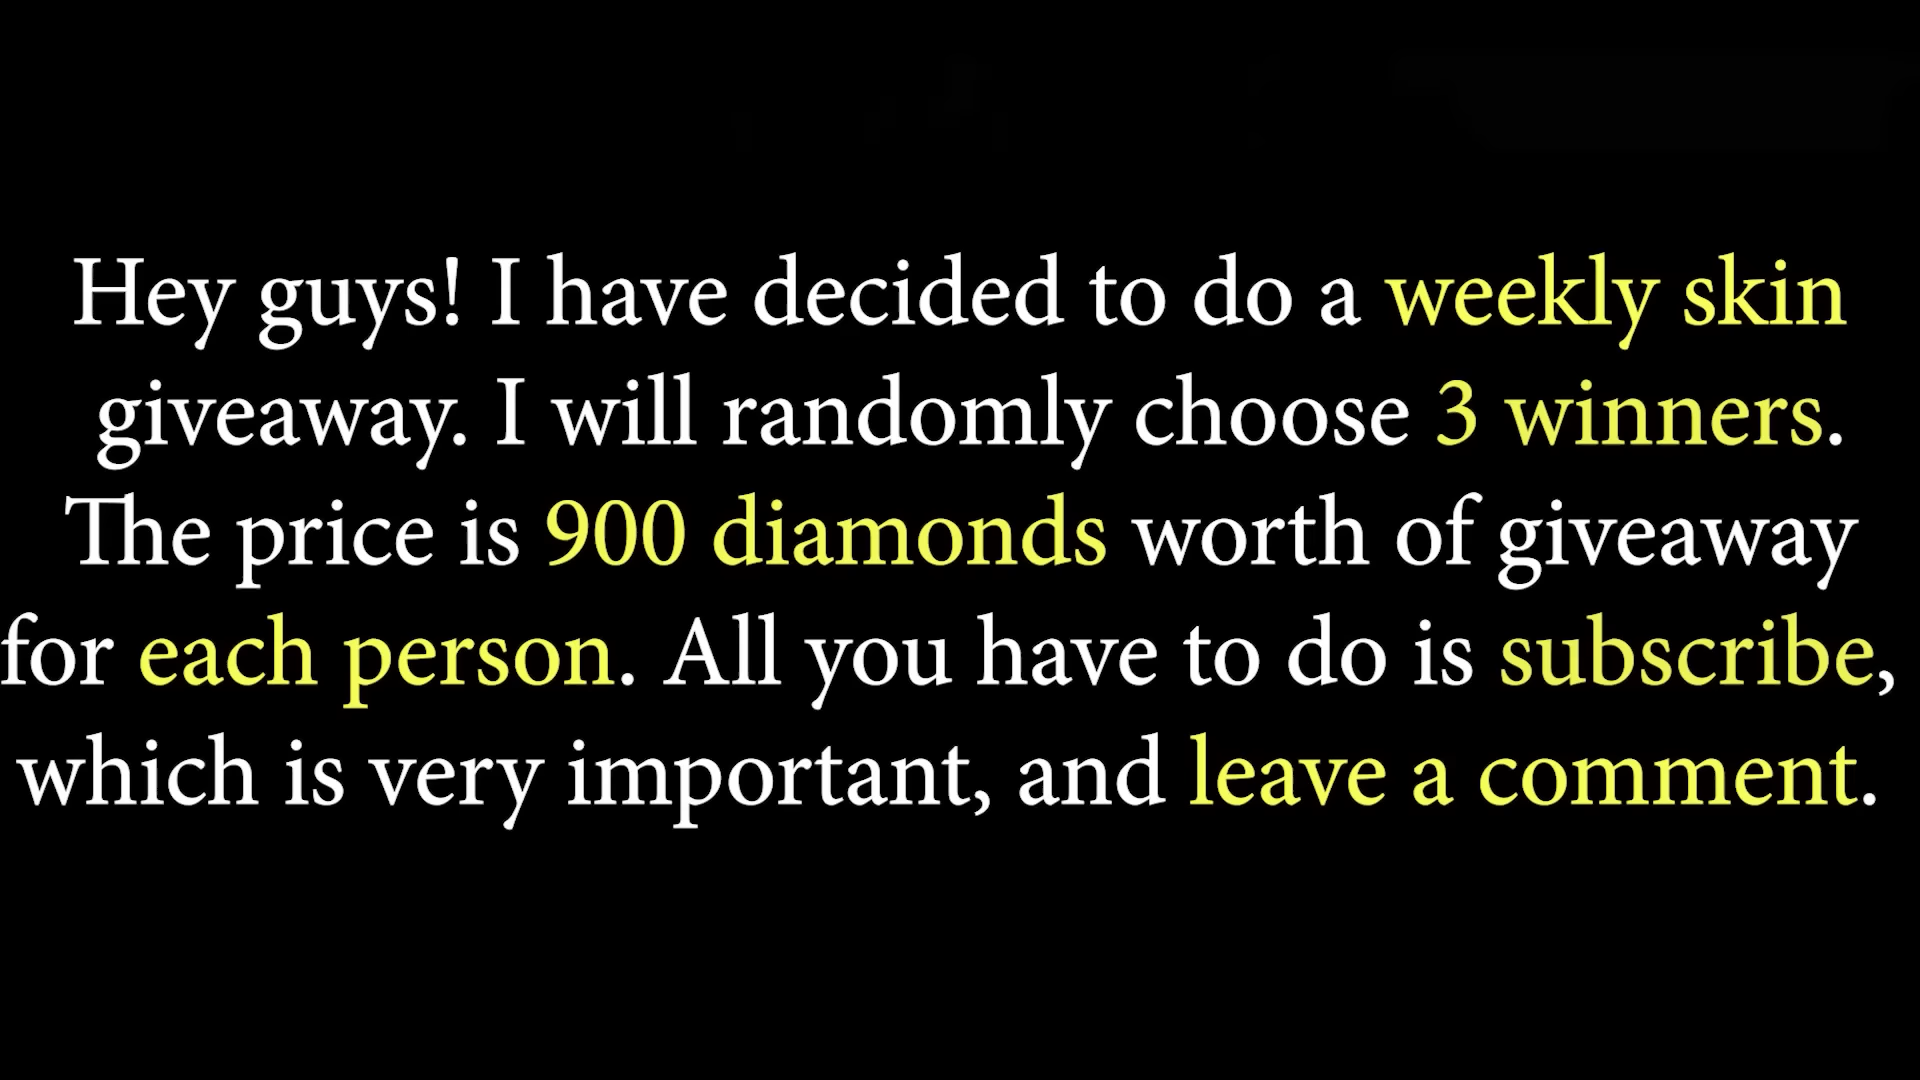 Hey guys! I have decided to do a weekly skin
giveaway. I will randomly choose 3 winners.
The price is 900 diamonds worth of giveaway
for each person. All you have to do is subscribe,
which is very important, and leave a comment.